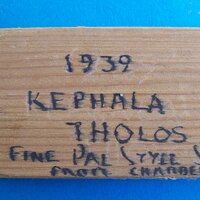 1939
KEPHALA
THOLOS
FINE PAL STYLE S
FROM CHAMBE